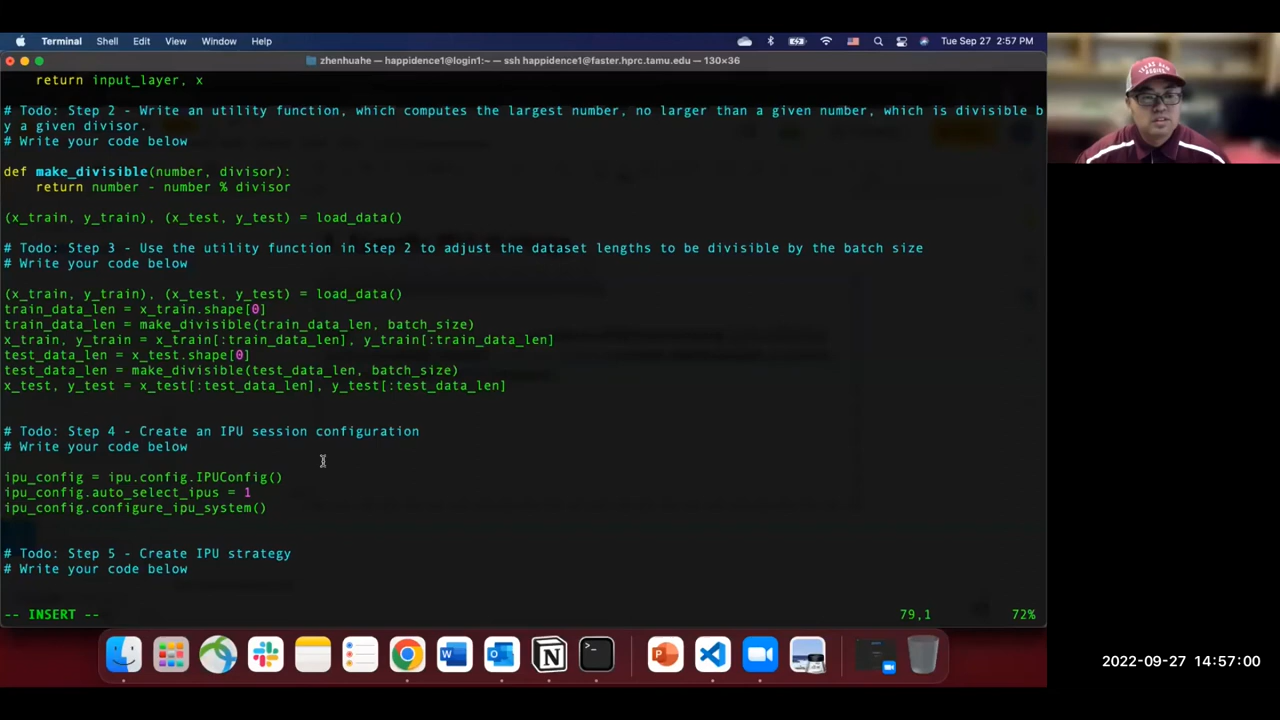 Terminal Shell Edit View Window Help Tue Sep 27 2:57 PM
zhenhuahe — happidence1@login1:~ — ssh happidence1@faster.hprc.tamu.edu — 130×36
return input_layer, x
# Todo: Step 2 - Write an utility function, which computes the largest number, no larger than a given number, which is divisible b
y a given divisor.
# Write your code below
def make_divisible(number, divisor):
return number - number % divisor
(x_train, y_train), (x_test, y_test) = load_data()
# Todo: Step 3 - Use the utility function in Step 2 to adjust the dataset lengths to be divisible by the batch size
# Write your code below
(x_train, y_train), (x_test, y_test) = load_data()
train_data_len = x_train.shape[0]
train_data_len = make_divisible(train_data_len, batch_size)
x_train, y_train = x_train[:train_data_len], y_train[:train_data_len]
test_data_len = x_test.shape[0]
test_data_len = make_divisible(test_data_len, batch_size)
x_test, y_test = x_test[:test_data_len], y_test[:test_data_len]
# Todo: Step 4 - Create an IPU session configuration
# Write your code below
ipu_config = ipu.config.IPUConfig()
ipu_config.auto_select_ipus = 1
ipu_config.configure_ipu_system()
# Todo: Step 5 - Create IPU strategy
# Write your code below
-- INSERT -- 79,1 72%
2022-09-27 14:57:00